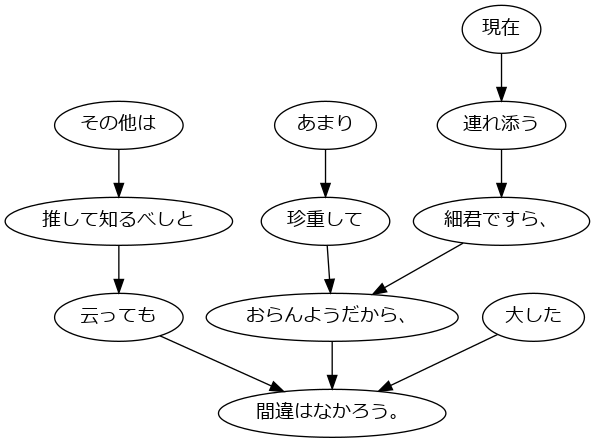 現在
その他は
あまり
連れ添う
推して知るべしと
珍重して
細君ですら、
云っても
おらんようだから、
大した
間違はなかろう。